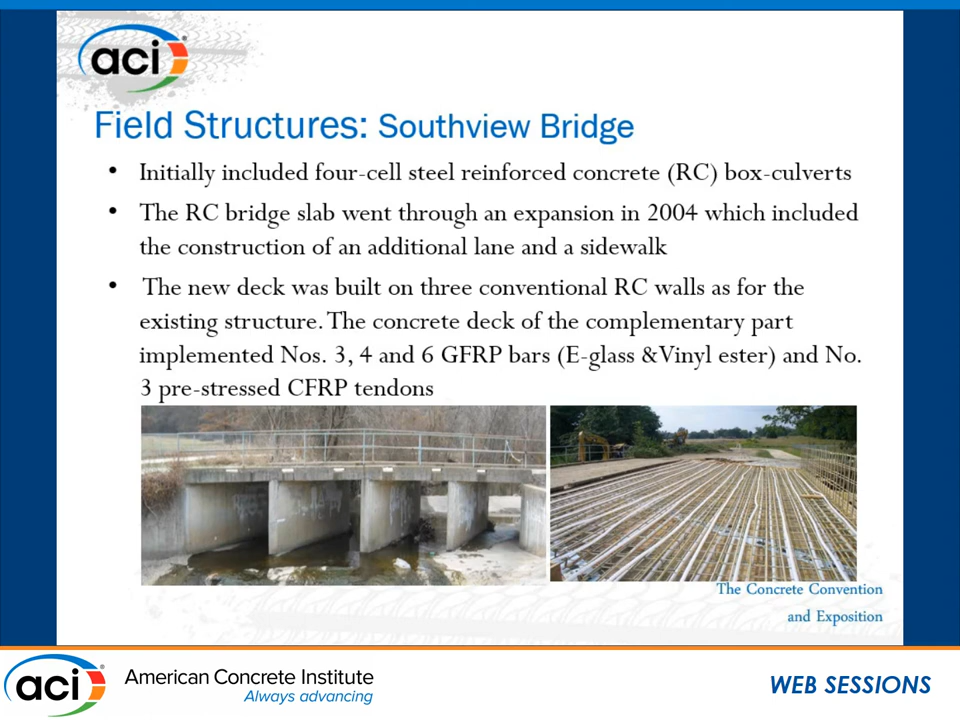 aci
Field Structures: Southview Bridge
• Initially included four-cell steel reinforced concrete (RC) box-culverts
• The RC bridge slab went through an expansion in 2004 which included
the construction of an additional lane and a sidewalk
• The new deck was built on three conventional RC walls as for the
existing structure. The concrete deck of the complementary part
implemented Nos. 3, 4 and 6 GFRP bars (E-glass &Vinyl ester) and No.
3 pre-stressed CFRP tendons
The Concrete Convention
and Exposition
aci
American Concrete Institute
Always advancing
WEB SESSIONS